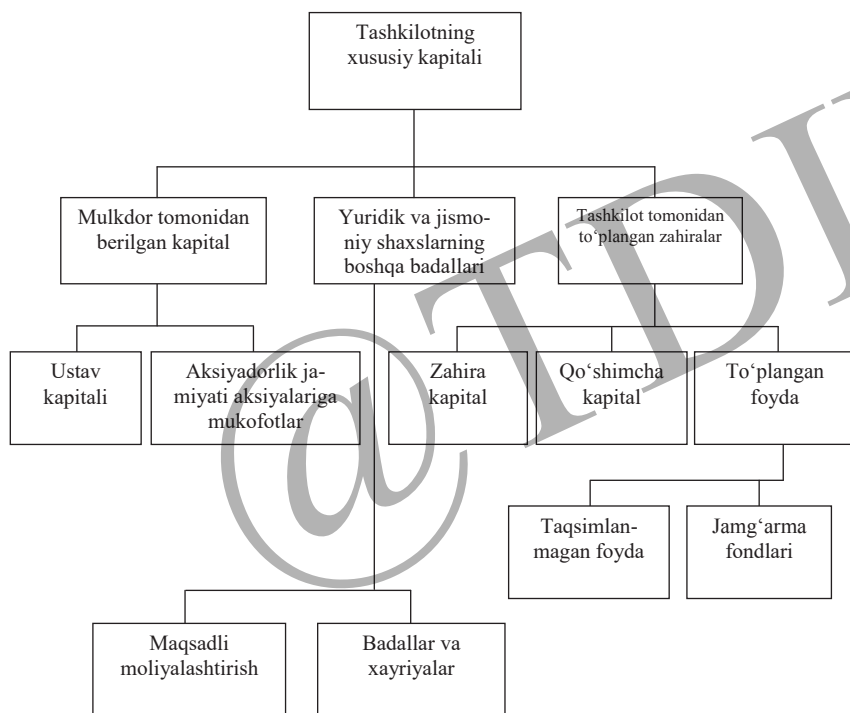 Tashkilotning
xususiy kapitali
Mulkdor tomonidan
berilgan kapital
Yuridik va jismo-
niy shaxslarning
boshqa badallari
Tashkilot tomonidan
to‘plangan zahiralar
Ustav
kapitali
Aksiyadorlik ja-
miyati aksiyalariga
mukofotlar
Zahira
kapital
Qo‘shimcha
kapital
To‘plangan
foyda
Taqsimlan-
magan foyda
Jamg‘arma
fondlari
Maqsadli
moliyalashtirish
Badallar va
xayriyalar